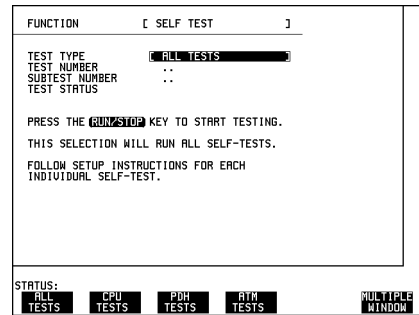 FUNCTION [ SELF TEST ]
TEST TYPE [ ALL TESTS ]
TEST NUMBER ..
SUBTEST NUMBER ..
TEST STATUS
PRESS THE RUN/STOP KEY TO START TESTING.
THIS SELECTION WILL RUN ALL SELF-TESTS.
FOLLOW SETUP INSTRUCTIONS FOR EACH
INDIVIDUAL SELF-TEST.
STATUS:
ALL TESTS CPU TESTS PDH TESTS ATM TESTS MULTIPLE WINDOW